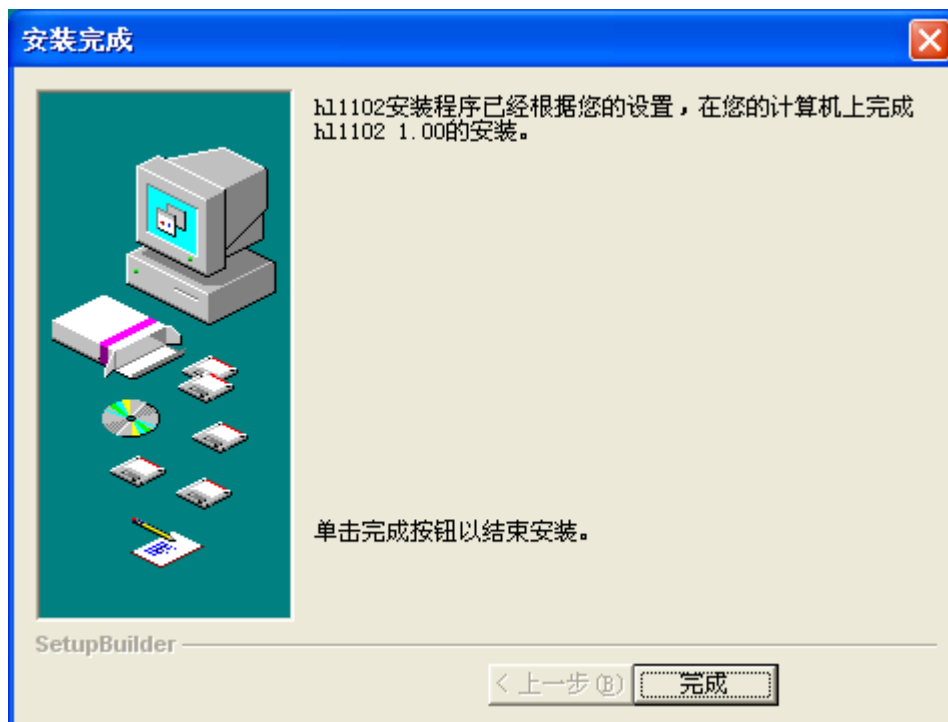 安装完成
hl1102安装程序已经根据您的设置，在您的计算机上完成
hl1102 1.00的安装。
单击完成按钮以结束安装。
SetupBuilder
< 上一步(B)
完成